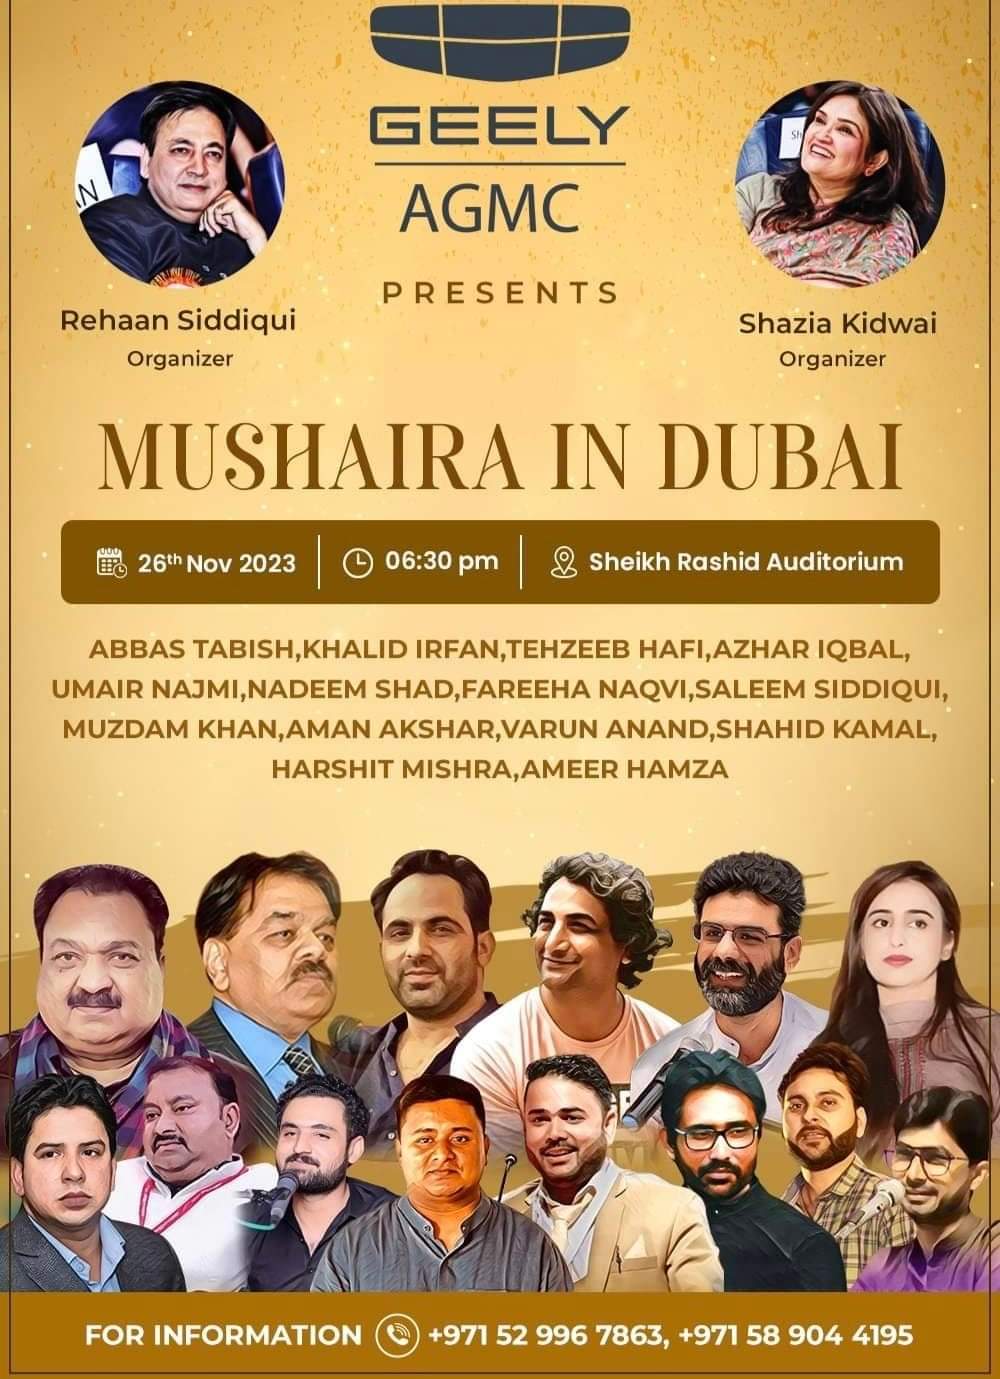 GEELY
AGMC
PRESENTS
Rehaan Siddiqui
Organizer
Shazia Kidwai
Organizer
MUSHAIRA IN DUBAI
26th Nov 2023
06:30 pm
Sheikh Rashid Auditorium
ABBAS TABISH,KHALID IRFAN,TEHZEEB HAFI,AZHAR IQBAL,
UMAIR NAJMI,NADEEM SHAD,FAREEHA NAQVI,SALEEM SIDDIQUI,
MUZDAM KHAN,AMAN AKSHAR,VARUN ANAND,SHAHID KAMAL,
HARSHIT MISHRA,AMEER HAMZA
FOR INFORMATION +971 52 996 7863, +971 58 904 4195